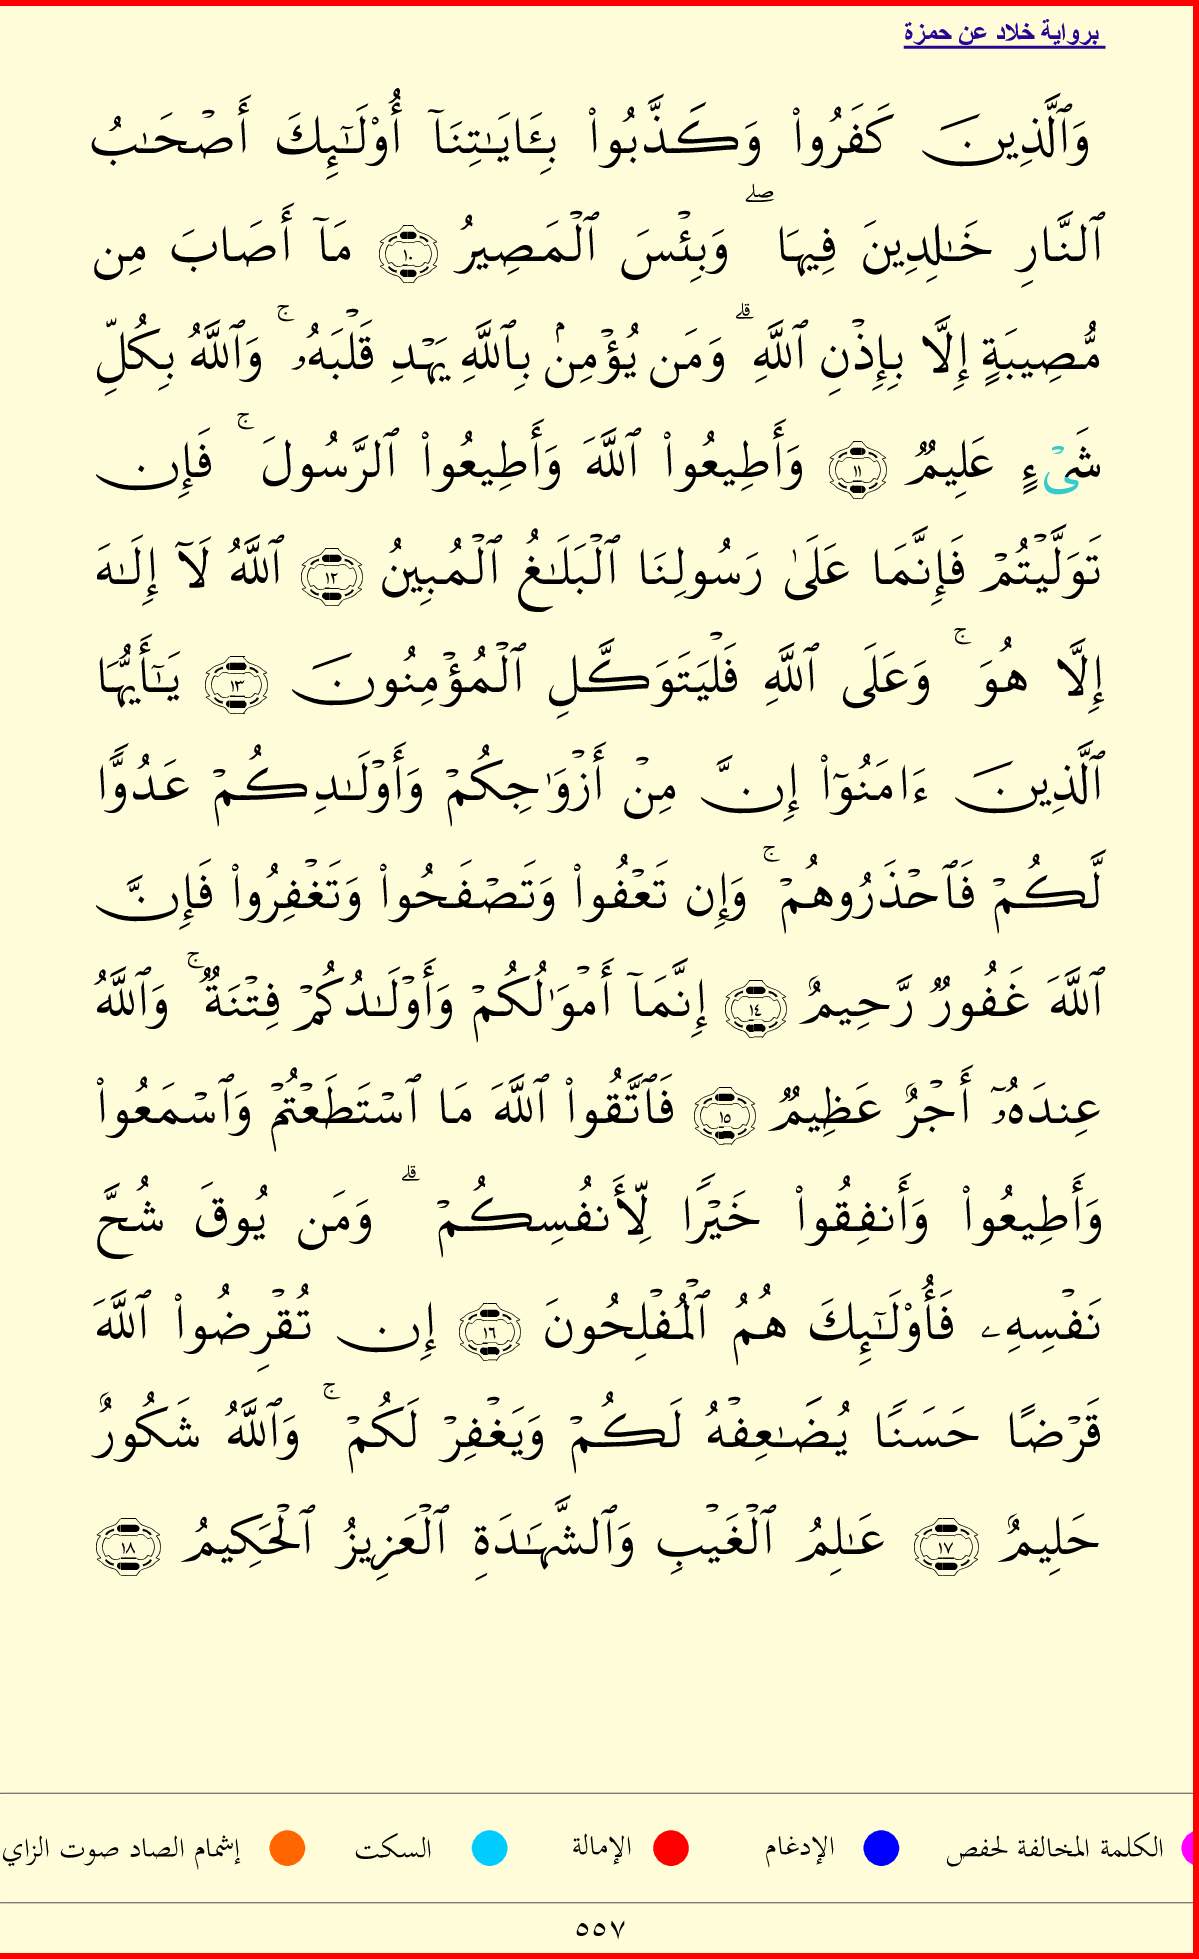 برواية خلاد عن حمزة
وَٱلَّذِينَ كَفَرُوا۟ وَكَذَّبُوا۟ بِـَٔايَـٰتِنَآ أُو۟لَـٰٓئِكَ أَصْحَـٰبُ
ٱلنَّارِ خَـٰلِدِينَ فِيهَا ۖ وَبِئْسَ ٱلْمَصِيرُ ١٠ مَآ أَصَابَ مِن
مُّصِيبَةٍ إِلَّا بِإِذْنِ ٱللَّهِ ۗ وَمَن يُؤْمِنۢ بِٱللَّهِ يَهْدِ قَلْبَهُۥ ۚ وَٱللَّهُ بِكُلِّ
شَىْءٍ عَلِيمٌ ١١ وَأَطِيعُوا۟ ٱللَّهَ وَأَطِيعُوا۟ ٱلرَّسُولَ ۚ فَإِن
تَوَلَّيْتُمْ فَإِنَّمَا عَلَىٰ رَسُولِنَا ٱلْبَلَـٰغُ ٱلْمُبِينُ ١٢ ٱللَّهُ لَآ إِلَـٰهَ
إِلَّا هُوَ ۚ وَعَلَى ٱللَّهِ فَلْيَتَوَكَّلِ ٱلْمُؤْمِنُونَ ١٣ يَـٰٓأَيُّهَا
ٱلَّذِينَ ءَامَنُوٓا۟ إِنَّ مِنْ أَزْوَٰجِكُمْ وَأَوْلَـٰدِكُمْ عَدُوًّا
لَّكُمْ فَٱحْذَرُوهُمْ ۚ وَإِن تَعْفُوا۟ وَتَصْفَحُوا۟ وَتَغْفِرُوا۟ فَإِنَّ
ٱللَّهَ غَفُورٌ رَّحِيمٌ ١٤ إِنَّمَآ أَمْوَٰلُكُمْ وَأَوْلَـٰدُكُمْ فِتْنَةٌ ۚ وَٱللَّهُ
عِندَهُۥٓ أَجْرٌ عَظِيمٌ ١٥ فَٱتَّقُوا۟ ٱللَّهَ مَا ٱسْتَطَعْتُمْ وَٱسْمَعُوا۟
وَأَطِيعُوا۟ وَأَنفِقُوا۟ خَيْرًا لِّأَنفُسِكُمْ ۗ وَمَن يُوقَ شُحَّ
نَفْسِهِۦ فَأُو۟لَـٰٓئِكَ هُمُ ٱلْمُفْلِحُونَ ١٦ إِن تُقْرِضُوا۟ ٱللَّهَ
قَرْضًا حَسَنًا يُضَـٰعِفْهُ لَكُمْ وَيَغْفِرْ لَكُمْ ۚ وَٱللَّهُ شَكُورٌ
حَلِيمٌ ١٧ عَـٰلِمُ ٱلْغَيْبِ وَٱلشَّهَـٰدَةِ ٱلْعَزِيزُ ٱلْحَكِيمُ ١٨
الكلمة المخالفة لحفص الإدغام الإمالة السكت إشمام الصاد صوت الزاي
٥٥٧